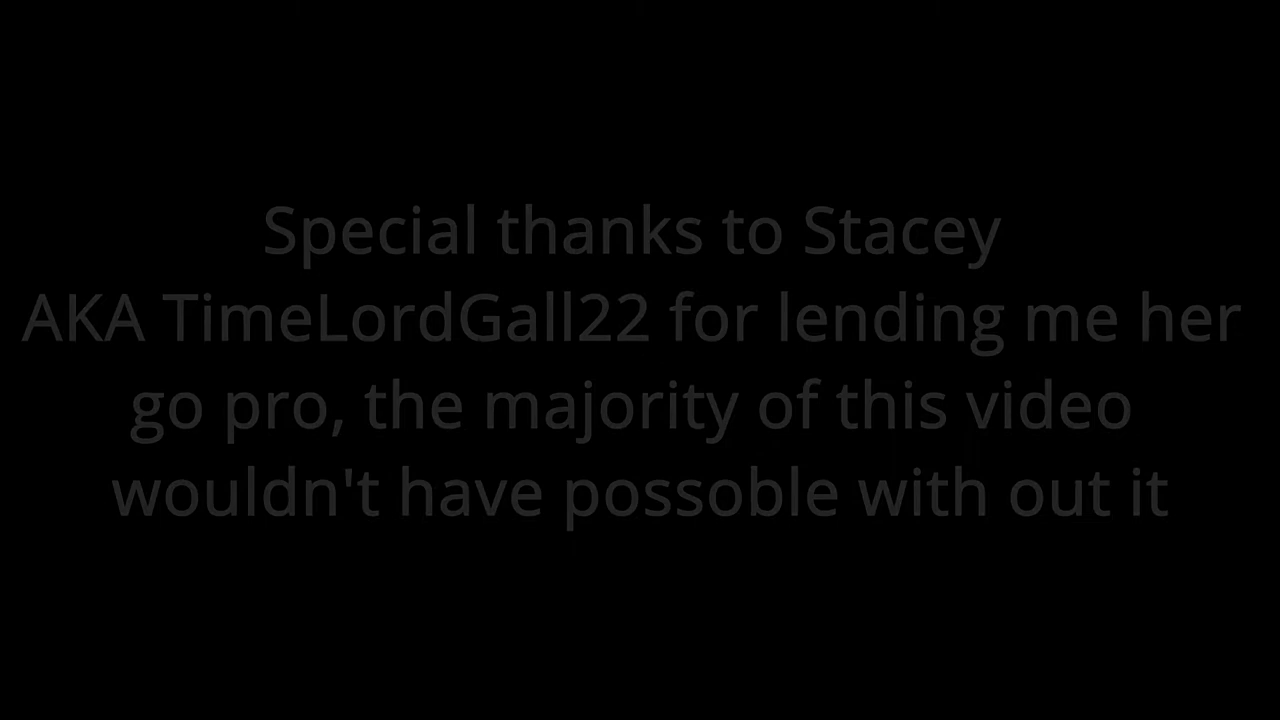 Special thanks to Stacey
AKA TimeLordGall22 for lending me her
go pro, the majority of this video
wouldn't have possoble with out it